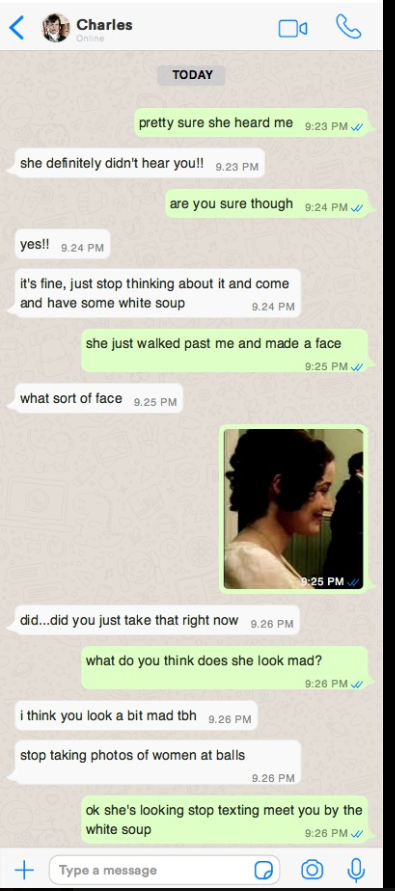 Charles
Online
TODAY
pretty sure she heard me 9:23 PM
she definitely didn't hear you!! 9.23 PM
are you sure though 9:24 PM
yes!! 9.24 PM
it's fine, just stop thinking about it and come
and have some white soup 9.24 PM
she just walked past me and made a face
9:25 PM
what sort of face 9.25 PM
9:25 PM
did...did you just take that right now 9.26 PM
what do you think does she look mad?
9:26 PM
i think you look a bit mad tbh 9.26 PM
stop taking photos of women at balls
9.26 PM
ok she's looking stop texting meet you by the
white soup 9:26 PM
Type a message